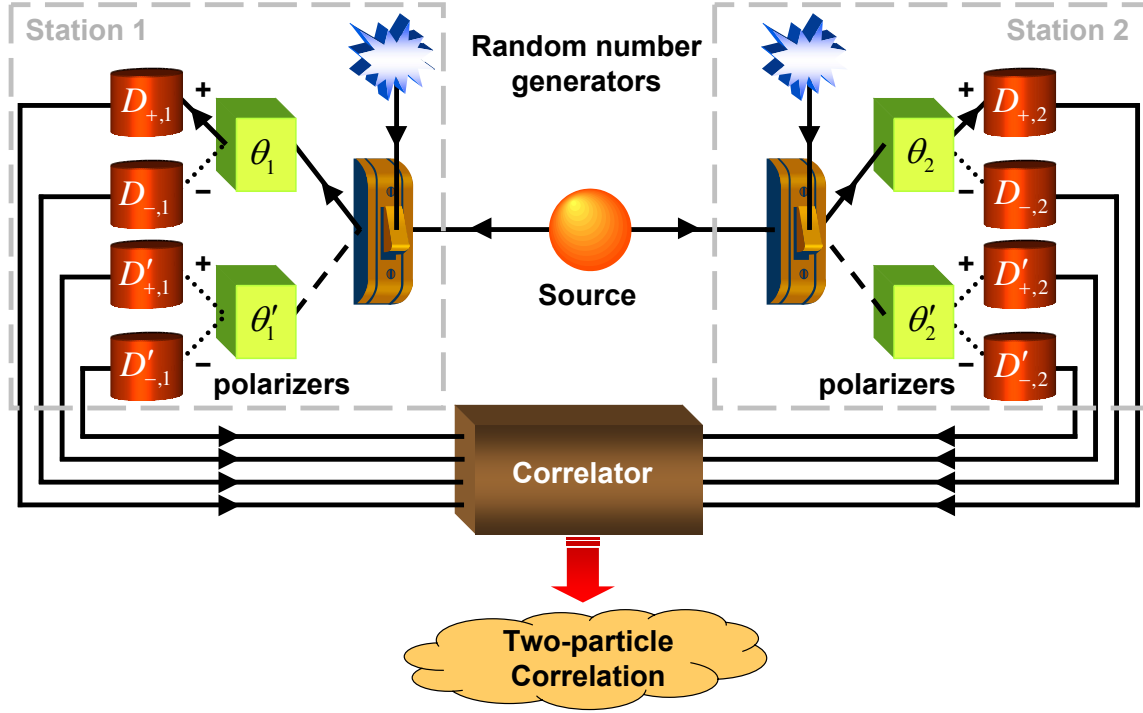 Station 1
Random number
generators
Station 2
D+,1
+
θ1
D−,1
−
θ2
+
D+,2
−
D−,2
D′+,1
+
θ′1
D′−,1
−
polarizers
Source
θ′2
+
D′+,2
−
D′−,2
polarizers
Correlator
Two-particle
Correlation